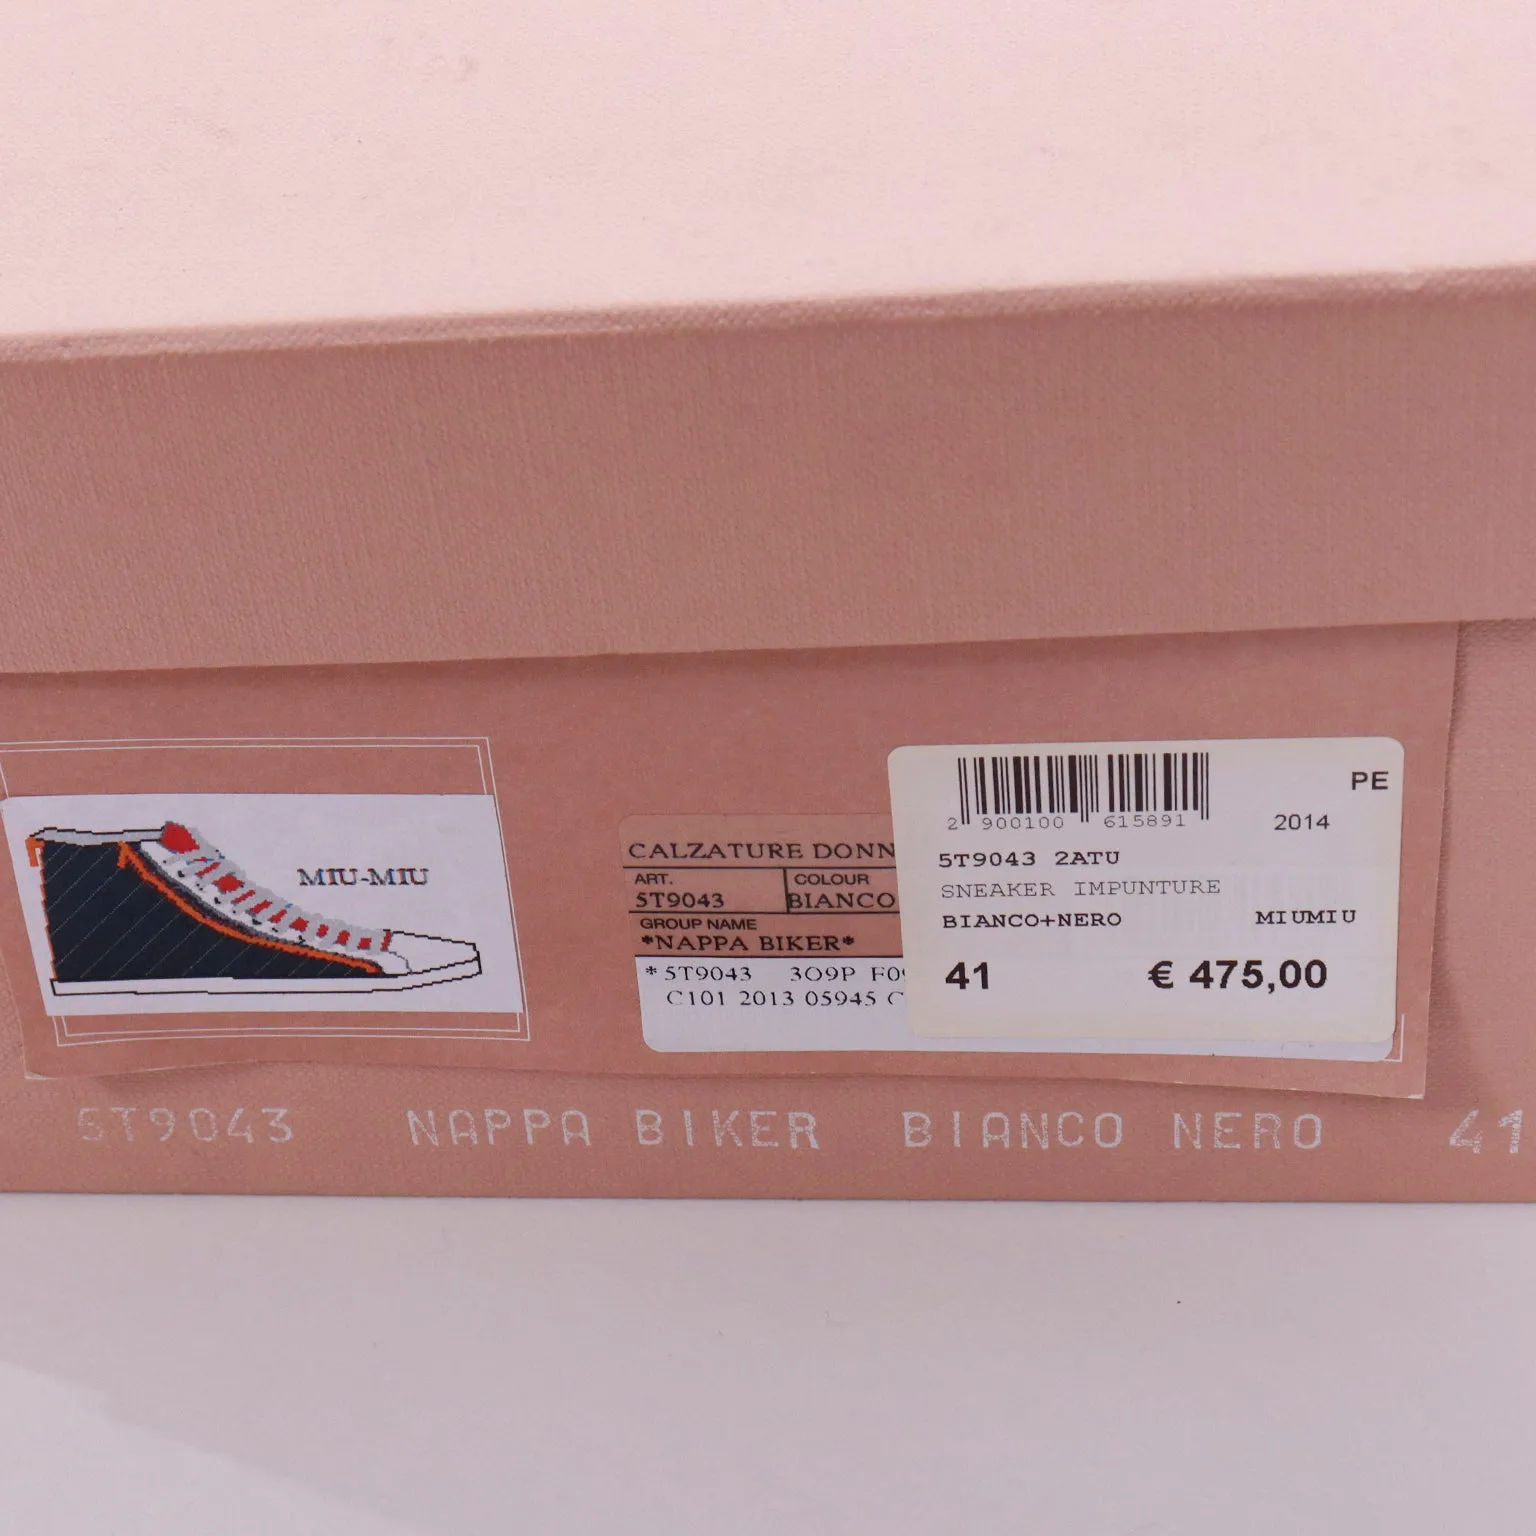 MIU-MIU
CALZATURE DONN
ART.
5T9043
COLOUR
BIANCO
GROUP NAME
*NAPPA BIKER*
*5T9043 3O9P F0
C101 2013 05945 C
2 900100 615891
PE
2014
5T9043 2ATU
SNEAKER IMPUNTURE
BIANCO+NERO MIUMIU
41 € 475,00
5T9043 NAPPA BIKER BIANCO NERO 41